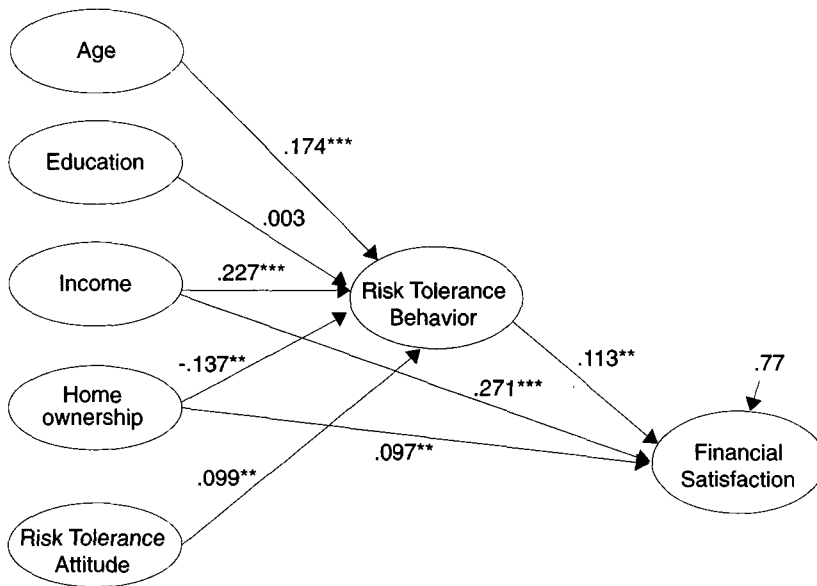 Age
.174***
Education
.003
Income
.227***
Risk Tolerance
Behavior
-.137**
.113**
.77
.271***
Home
ownership
.097**
Financial
Satisfaction
.099**
Risk Tolerance
Attitude